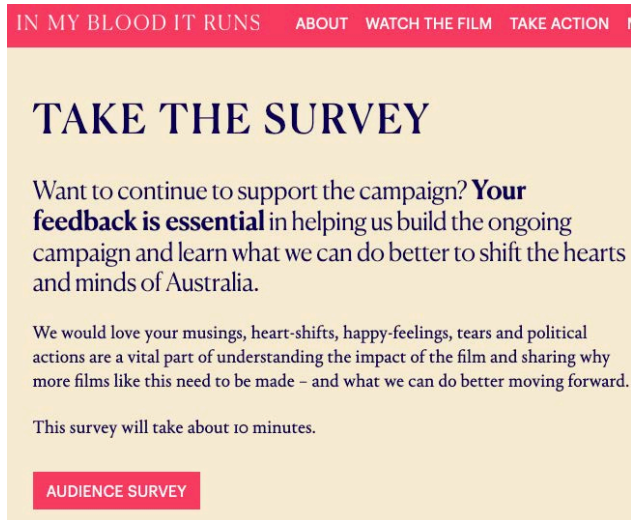 IN MY BLOOD IT RUNS ABOUT WATCH THE FILM TAKE ACTION
TAKE THE SURVEY
Want to continue to support the campaign? Your
feedback is essential in helping us build the ongoing
campaign and learn what we can do better to shift the hearts
and minds of Australia.
We would love your musings, heart-shifts, happy-feelings, tears and political
actions are a vital part of understanding the impact of the film and sharing why
more films like this need to be made – and what we can do better moving forward.
This survey will take about 10 minutes.
AUDIENCE SURVEY